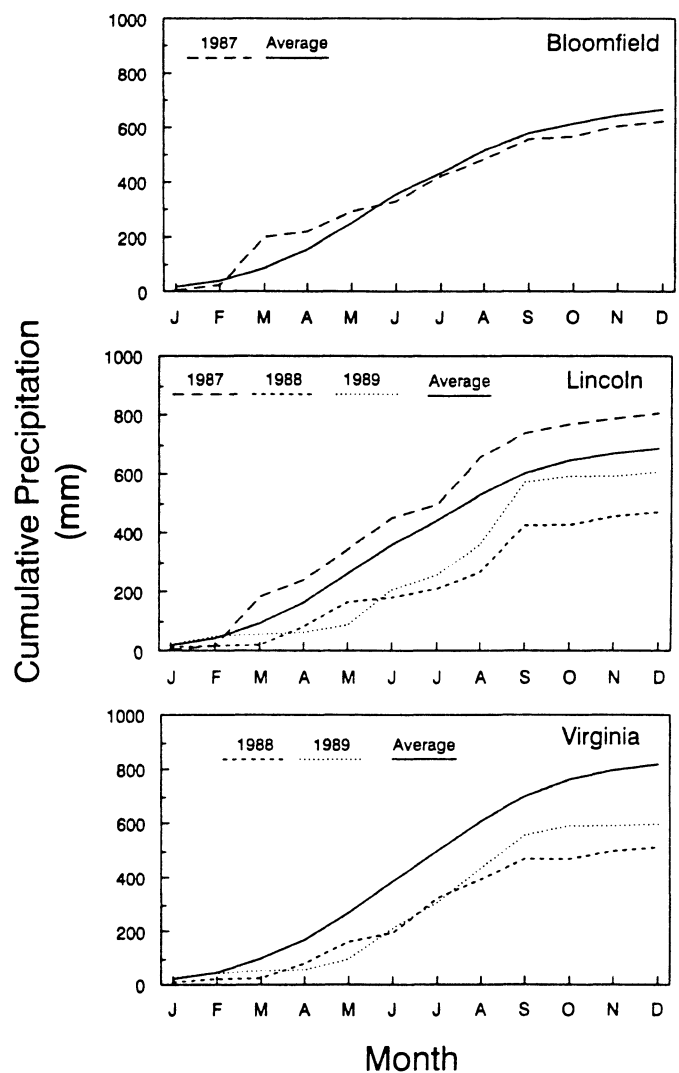 Cumulative Precipitation
(mm)
1000
800
600
400
200
0
1987 Average
Bloomfield
J F M A M J J A S O N D
1000
800
600
400
200
0
1987 1988 1989 Average
Lincoln
J F M A M J J A S O N D
1000
800
600
400
200
0
1988 1989 Average
Virginia
J F M A M J J A S O N D
Month